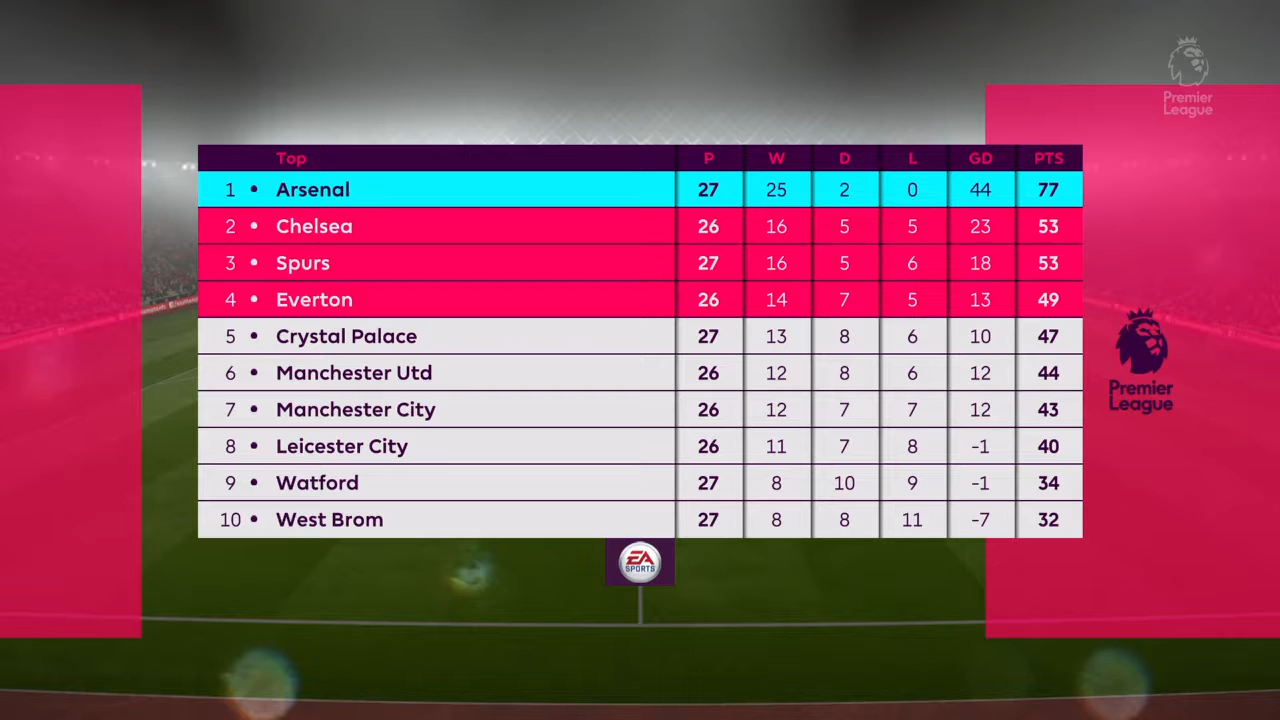 Premier
League
Top P W D L GD PTS
1 • Arsenal 27 25 2 0 44 77
2 • Chelsea 26 16 5 5 23 53
3 • Spurs 27 16 5 6 18 53
4 • Everton 26 14 7 5 13 49
5 • Crystal Palace 27 13 8 6 10 47
6 • Manchester Utd 26 12 8 6 12 44
7 • Manchester City 26 12 7 7 12 43
8 • Leicester City 26 11 7 8 -1 40
9 • Watford 27 8 10 9 -1 34
10 • West Brom 27 8 8 11 -7 32
Premier
League
EA
SPORTS